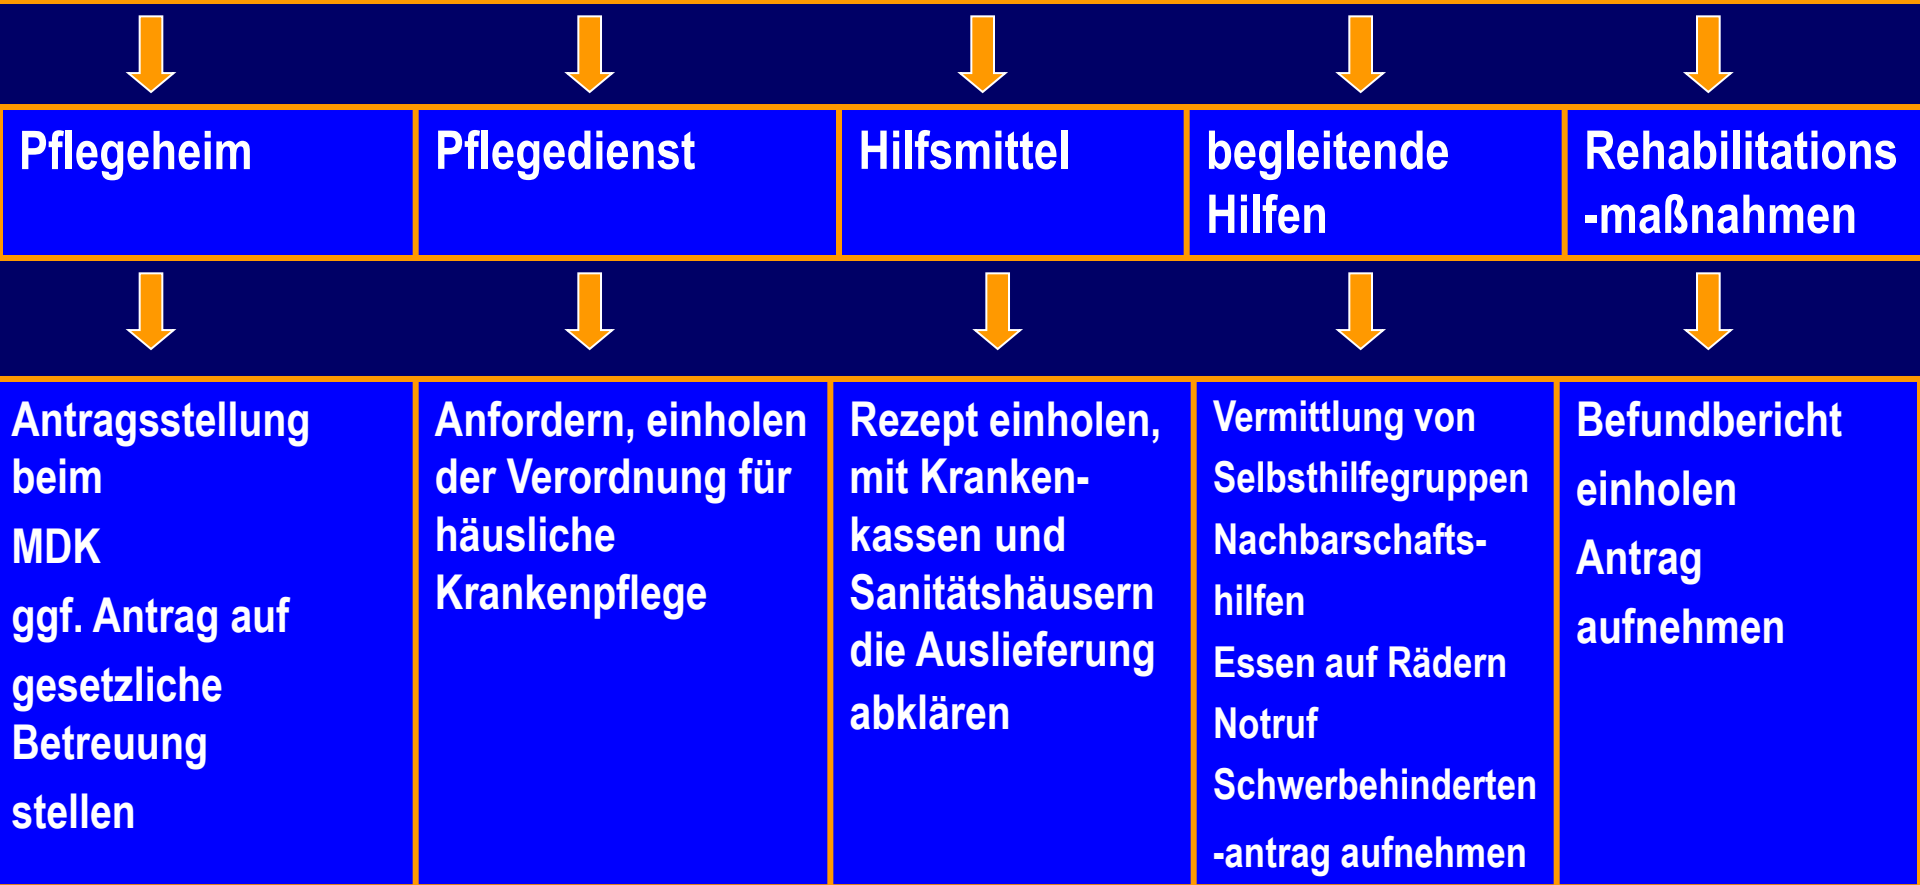 Pflegeheim
Pflegedienst
Hilfsmittel
begleitende
Hilfen
Rehabilitations
-maßnahmen
Antragsstellung
beim
MDK
ggf. Antrag auf
gesetzliche
Betreuung
stellen
Anfordern, einholen
der Verordnung für
häusliche
Krankenpflege
Rezept einholen,
mit Kranken-
kassen und
Sanitätshäusern
die Auslieferung
abklären
Vermittlung von
Selbsthilfegruppen
Nachbarschafts-
hilfen
Essen auf Rädern
Notruf
Schwerbehinderten
-antrag aufnehmen
Befundbericht
einholen
Antrag
aufnehmen